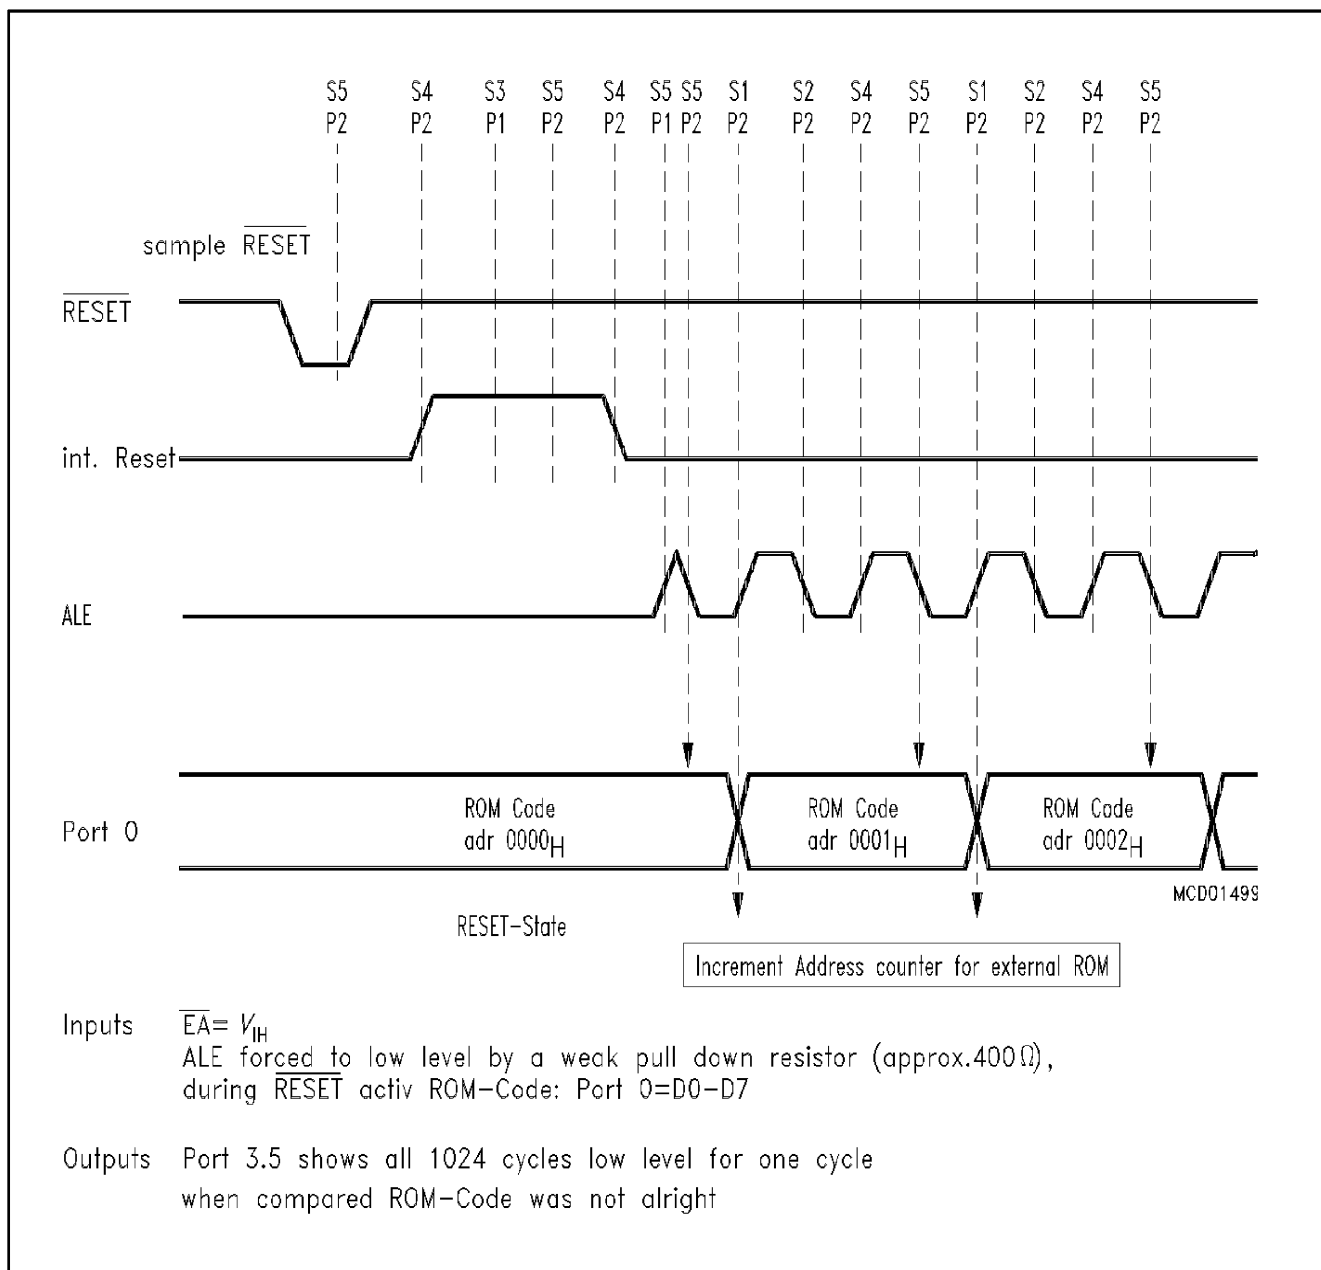 S5 S4 S3 S5 S4 S5 S5 S1 S2 S4 S5 S1 S2 S4 S5
P2 P2 P1 P2 P2 P1 P2 P2 P2 P2 P2 P2 P2 P2 P2
sample RESET
RESET
int. Reset
ALE
Port 0
ROM Code
adr 0000H
ROM Code
adr 0001H
ROM Code
adr 0002H
MCD01499
RESET-State
Increment Address counter for external ROM
Inputs EA= VIH
ALE forced to low level by a weak pull down resistor (approx.400Ω),
during RESET activ ROM-Code: Port 0=D0-D7
Outputs Port 3.5 shows all 1024 cycles low level for one cycle
when compared ROM-Code was not alright